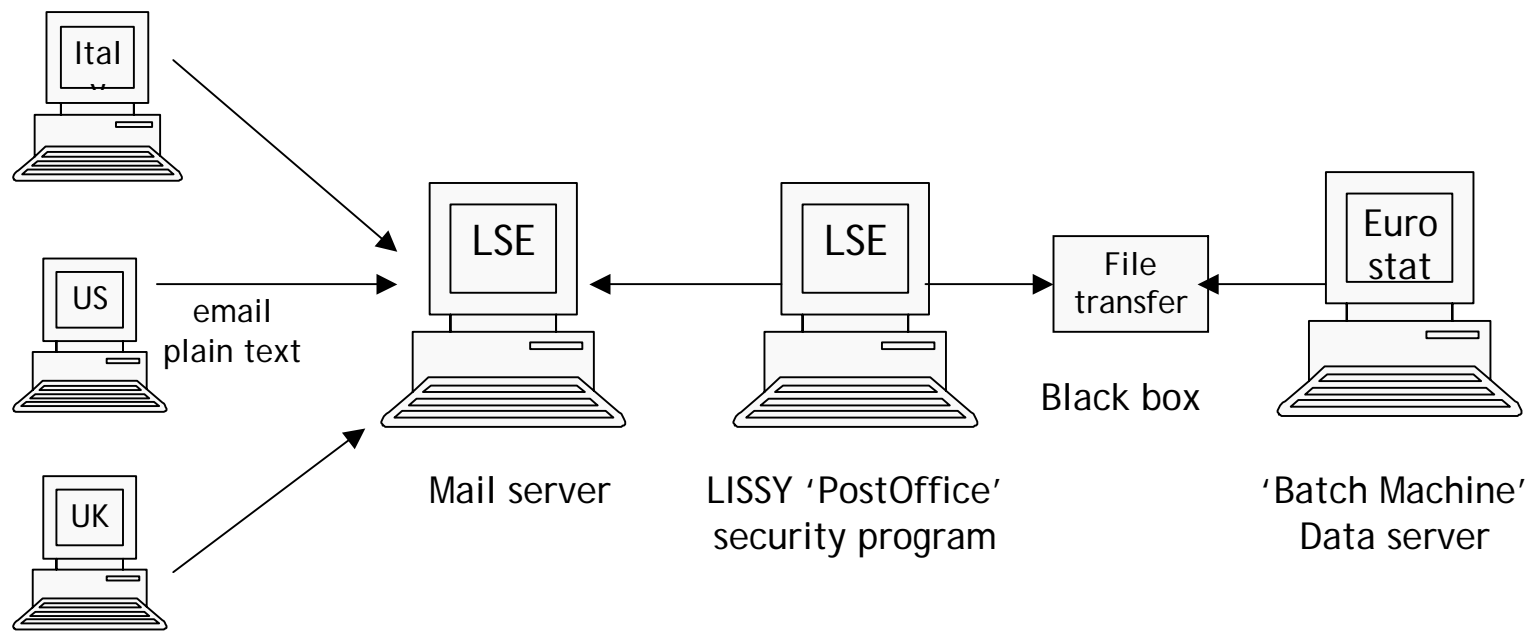 Ital
US
email
plain text
UK
LSE
Mail server
LSE
LISSY ‘PostOffice’
security program
File
transfer
Black box
Euro
stat
‘Batch Machine’
Data server